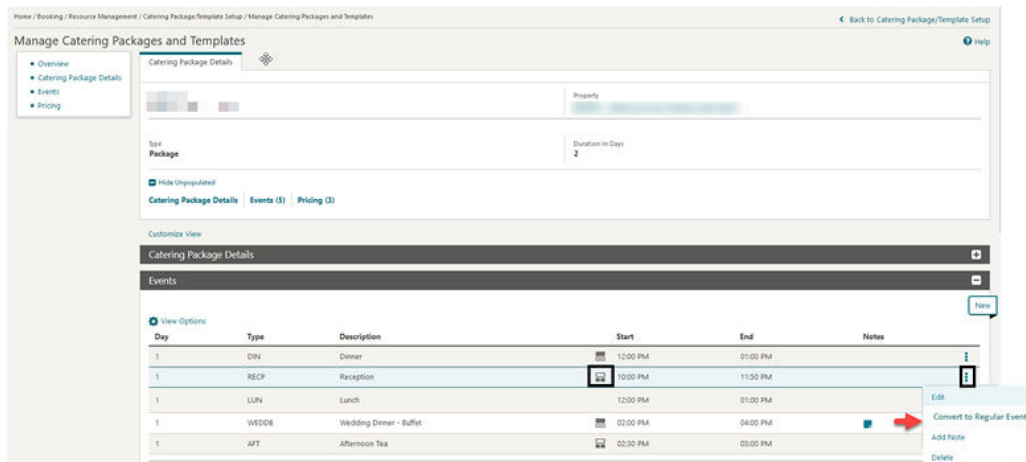 Home / Booking / Resource Management / Catering Package/Template Setup / Manage Catering Packages and Templates
Back to Catering Package/Template Setup
Manage Catering Packages and Templates
Help
Overview
Catering Package Details
Events
Pricing
Catering Package Details
Property
Type
Package
Duration in Days
2
Hide Unpopulated
Catering Package Details Events (5) Pricing (3)
Customize View
Catering Package Details
Events
New
View Options
Day Type Description Start End Notes
1 DIN Dinner 12:00 PM 01:00 PM
1 RECP Reception 10:00 PM 11:50 PM
1 LUN Lunch 12:00 PM 01:00 PM
1 WEDDB Wedding Dinner - Buffet 02:00 PM 04:00 PM
1 AFT Afternoon Tea 02:30 PM 03:00 PM
Edit
Convert to Regular Event
Add Note
Delete